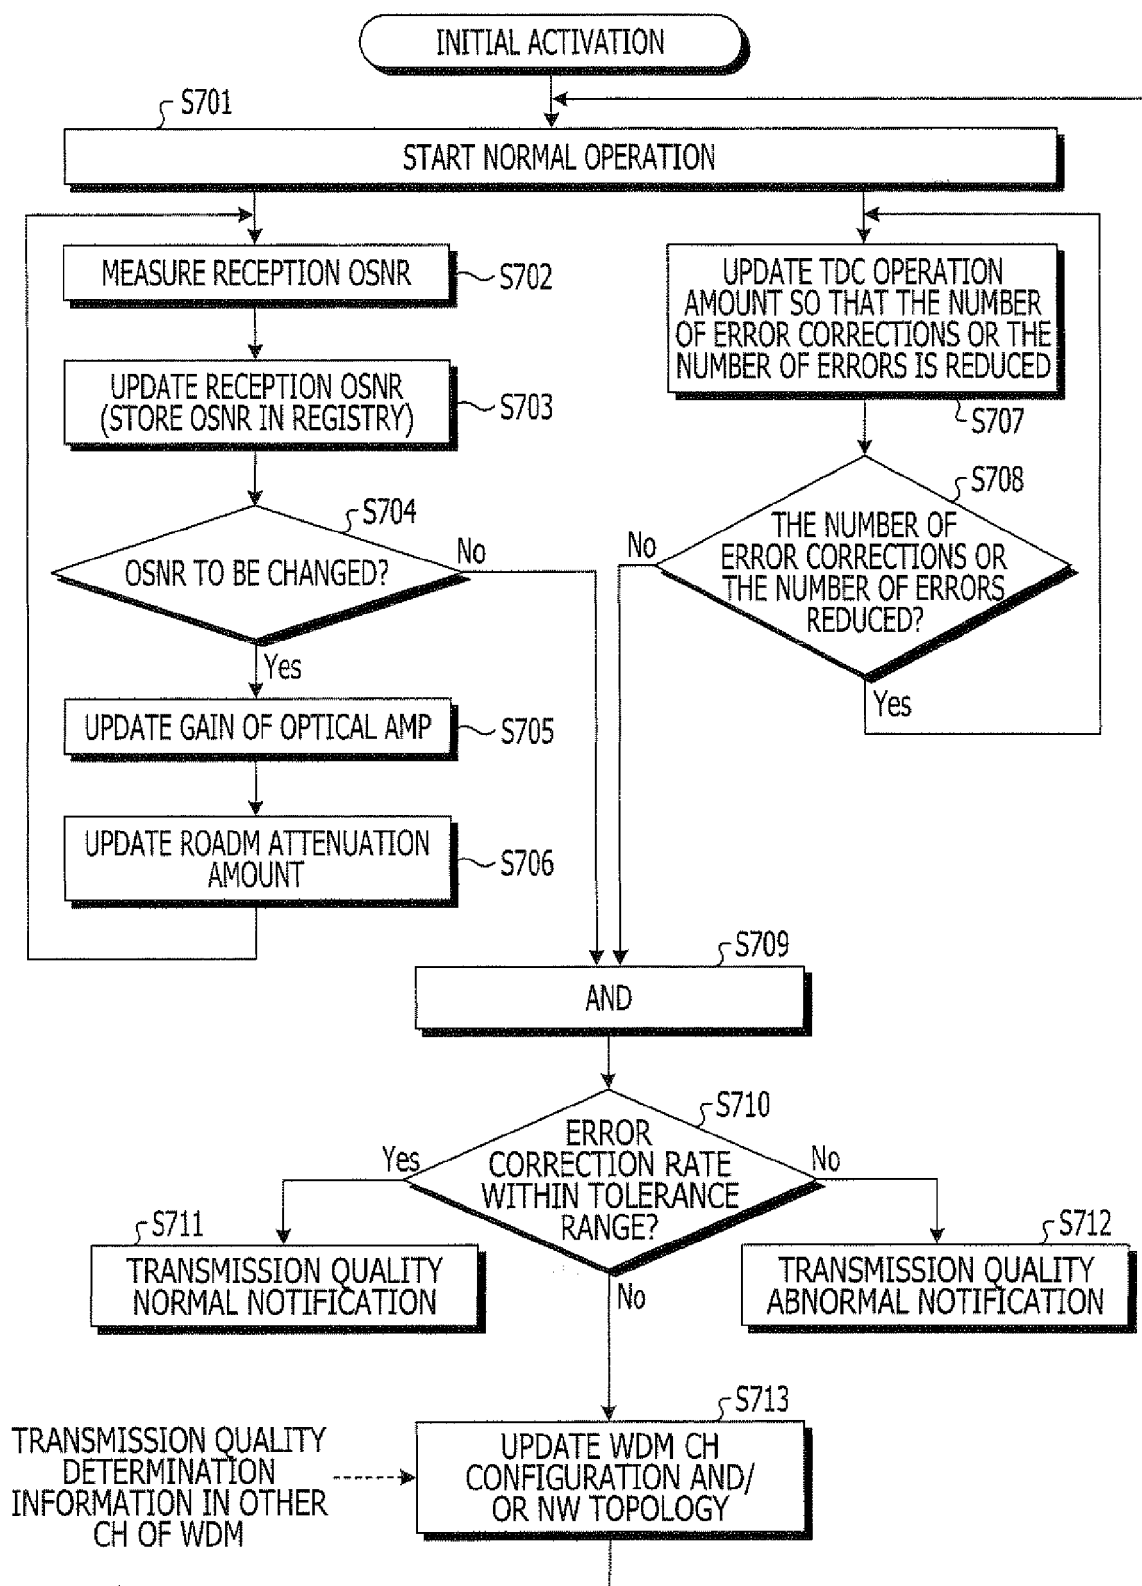 INITIAL ACTIVATION
S701
START NORMAL OPERATION
MEASURE RECEPTION OSNR
S702
UPDATE RECEPTION OSNR
(STORE OSNR IN REGISTRY)
S703
S704
OSNR TO BE CHANGED?
No
Yes
UPDATE GAIN OF OPTICAL AMP
S705
UPDATE ROADM ATTENUATION
AMOUNT
S706
UPDATE TDC OPERATION
AMOUNT SO THAT THE NUMBER
OF ERROR CORRECTIONS OR THE
NUMBER OF ERRORS IS REDUCED
S707
S708
THE NUMBER OF
ERROR CORRECTIONS OR
THE NUMBER OF ERRORS
REDUCED?
No
Yes
S709
AND
S710
ERROR
CORRECTION RATE
WITHIN TOLERANCE
RANGE?
Yes
No
No
S711
TRANSMISSION QUALITY
NORMAL NOTIFICATION
S712
TRANSMISSION QUALITY
ABNORMAL NOTIFICATION
S713
UPDATE WDM CH
CONFIGURATION AND/
OR NW TOPOLOGY
TRANSMISSION QUALITY
DETERMINATION
INFORMATION IN OTHER
CH OF WDM